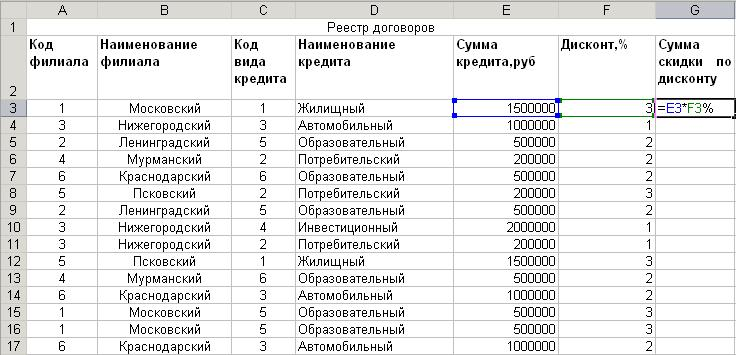 A B C D E F G
1 Реестр договоров
2 Код филиала Наименование филиала Код вида кредита Наименование кредита Сумма кредита,руб Дисконт,% Сумма скидки по дисконту
3 1 Московский 1 Жилищный 1500000 3 =E3*F3%
4 3 Нижегородский 3 Автомобильный 1000000 1
5 2 Ленинградский 5 Образовательный 500000 2
6 4 Мурманский 2 Потребительский 200000 2
7 6 Краснодарский 6 Образовательный 500000 2
8 5 Псковский 2 Потребительский 200000 3
9 2 Ленинградский 5 Образовательный 500000 2
10 3 Нижегородский 4 Инвестиционный 2000000 1
11 3 Нижегородский 2 Потребительский 200000 1
12 5 Псковский 1 Жилищный 1500000 3
13 4 Мурманский 6 Образовательный 500000 2
14 6 Краснодарский 3 Автомобильный 1000000 2
15 1 Московский 5 Образовательный 500000 3
16 1 Московский 5 Образовательный 500000 3
17 6 Краснодарский 3 Автомобильный 1000000 2